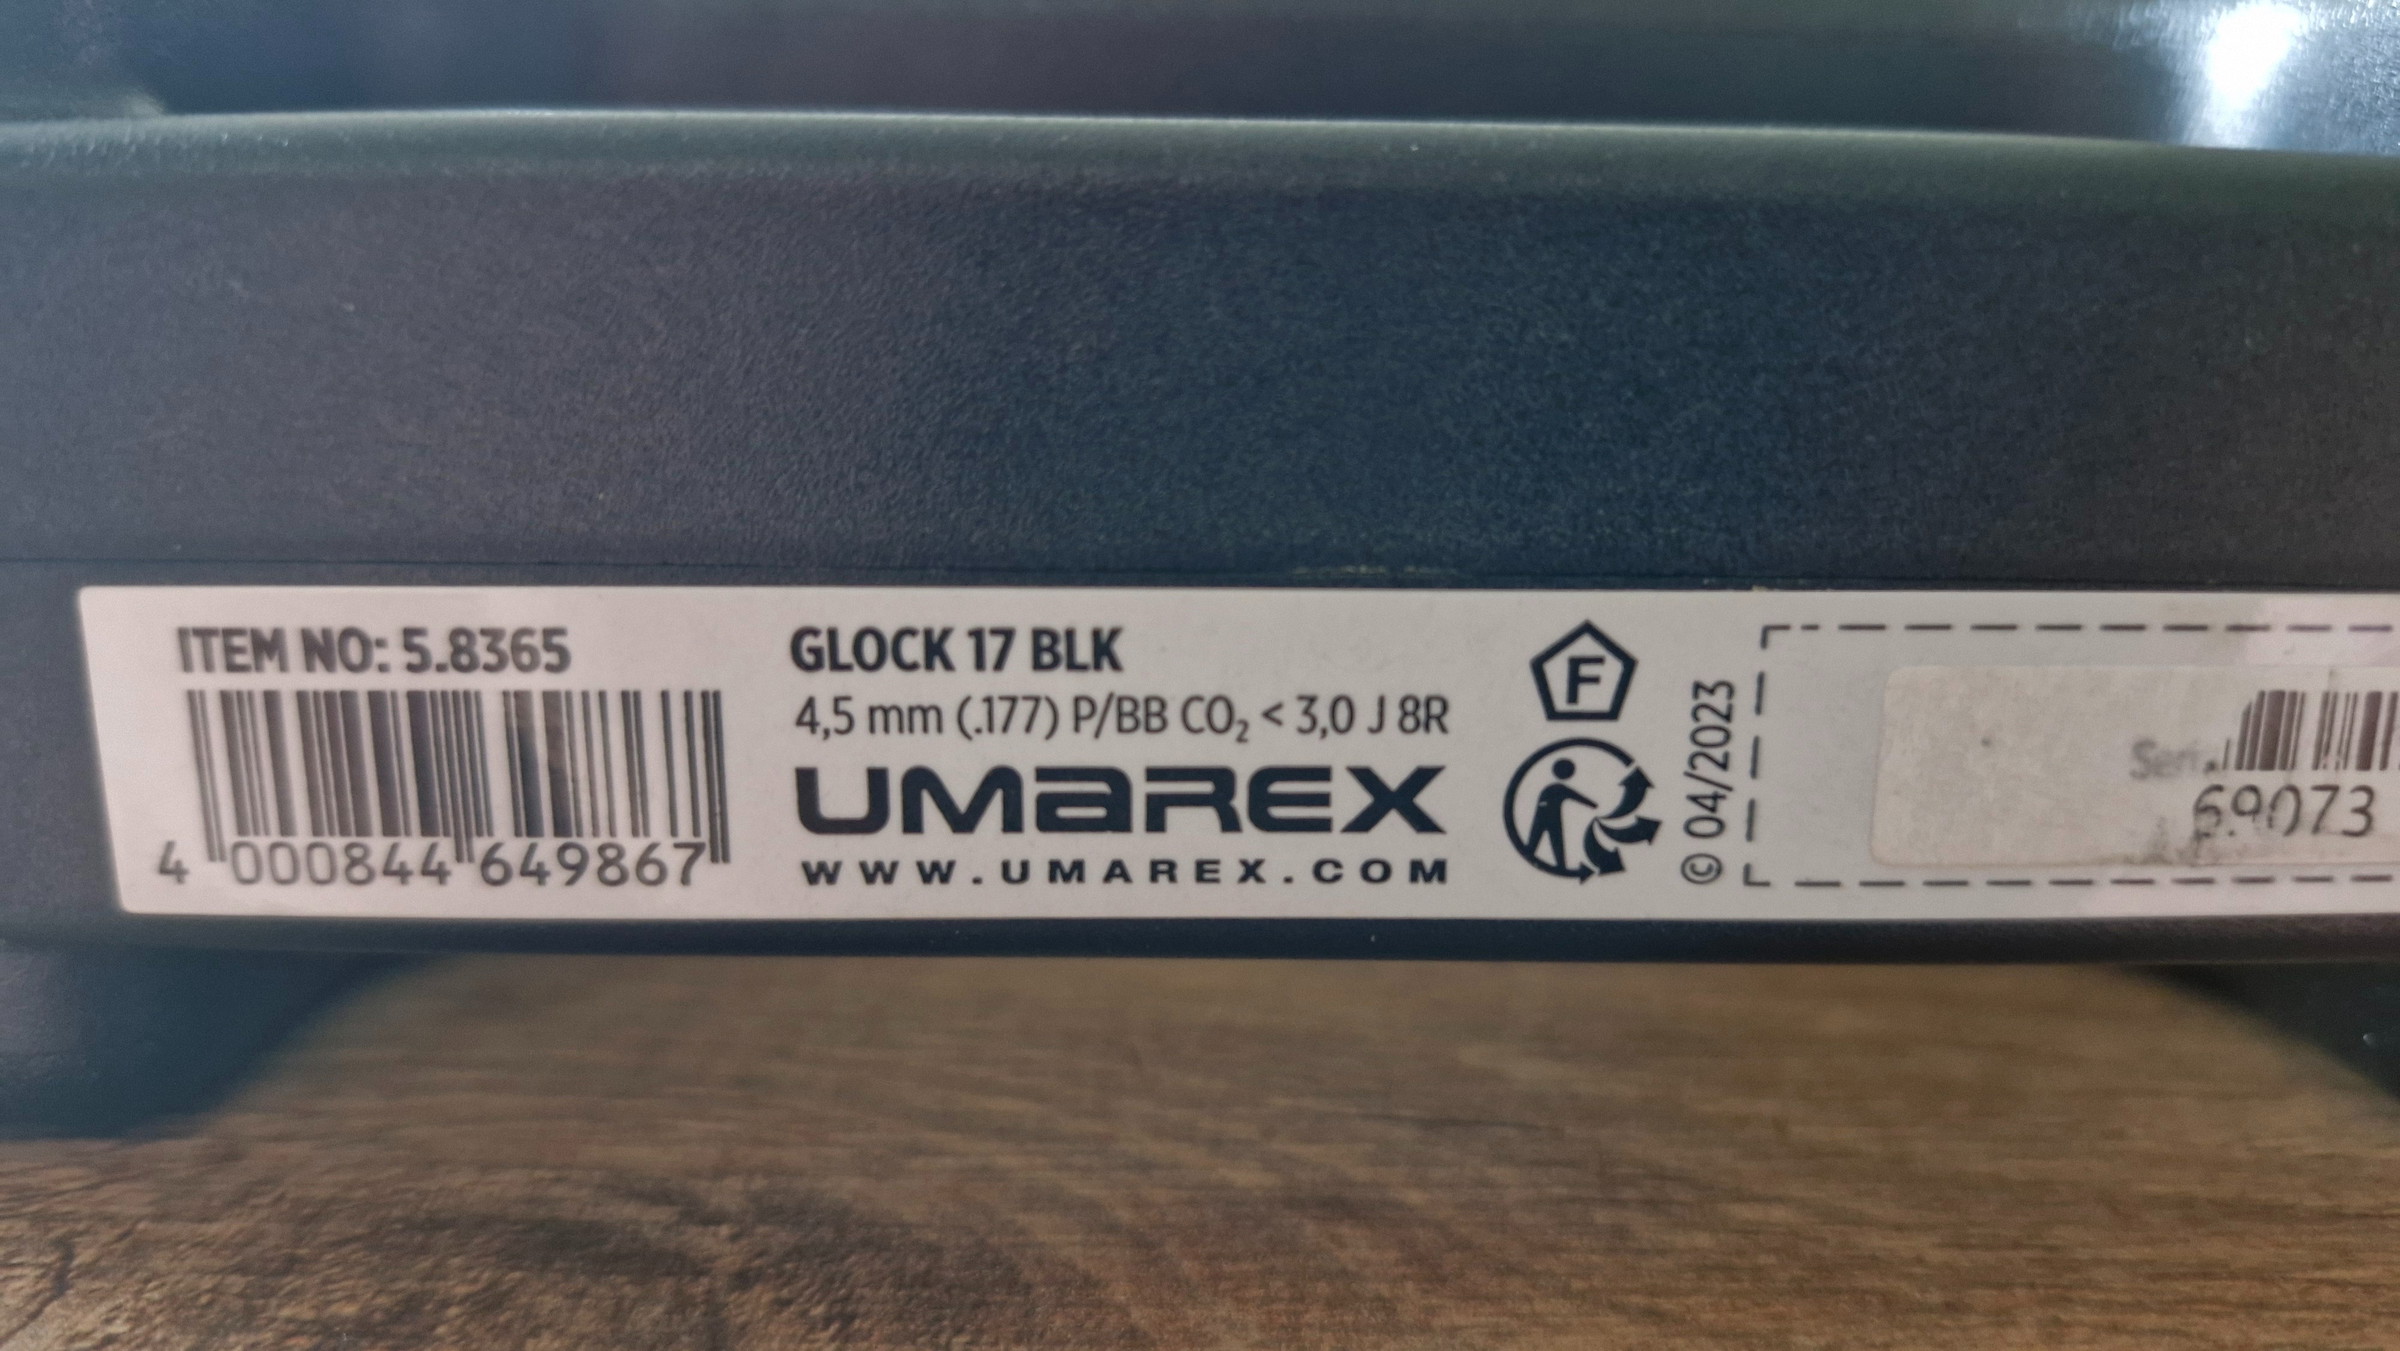 ITEM NO: 5.8365
4 000844 649867
GLOCK 17 BLK
4,5 mm (.177) P/BB CO₂ < 3,0 J 8R
UMAREX
WWW.UMAREX.COM
F
© 04/2023
69073